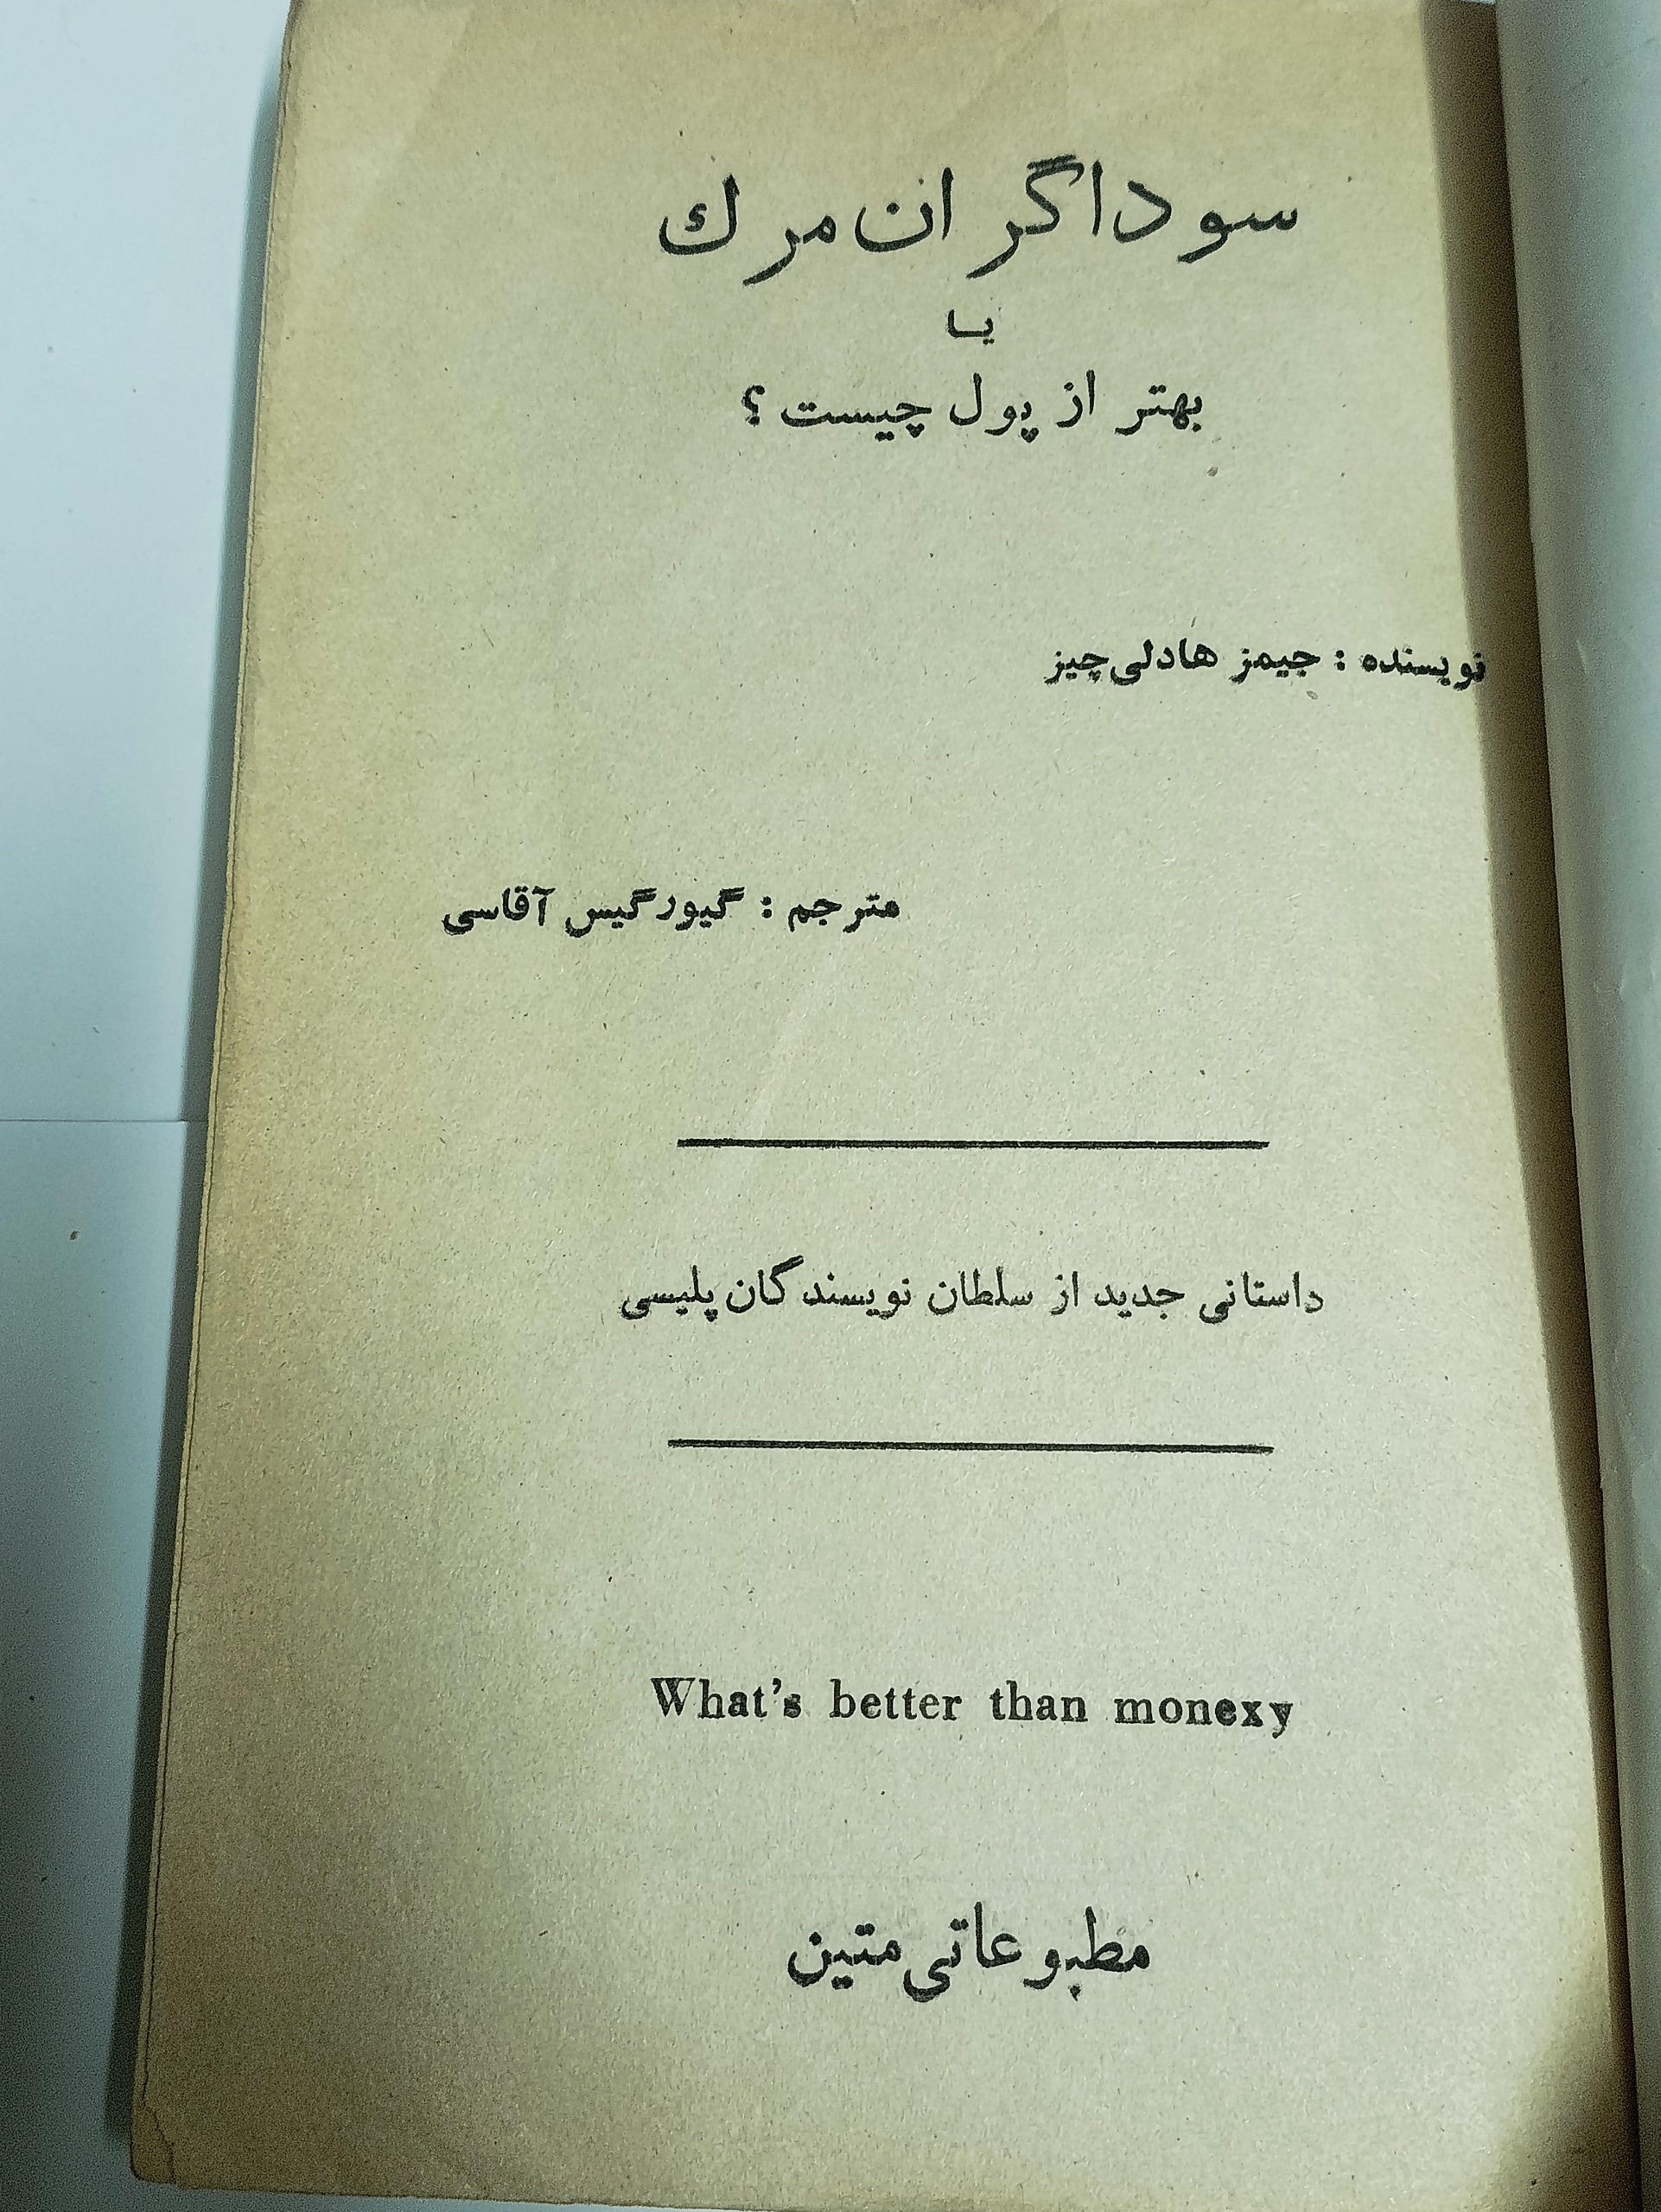 سوداگران مرك
یا
بهتر از پول چیست؟
نویسنده : جیمز هادلی چیز
مترجم : گیورگیس آقاسی
داستانی جدید از سلطان نویسندگان پلیسی
What's better than monexy
مطبوعاتی متین